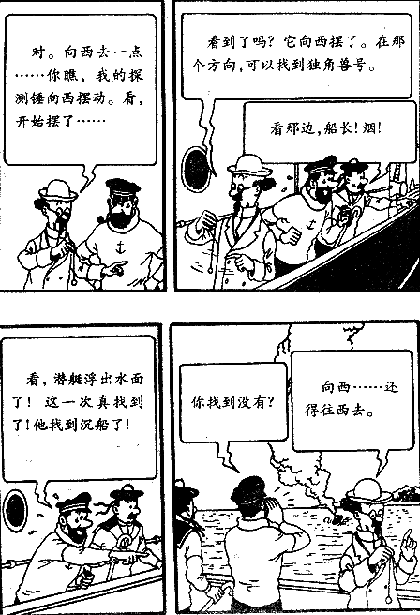 对。向西去……点
……你瞧，我的探
测锤向西摆动。看，
开始摆了……
看到了吗？它向西摆了。在那
个方向，可以找到独角兽号。
看那边，船长！烟！
看，潜艇浮出水面
了！这一次真找到
了！他找到沉船了！
你找到没有？
向西……还
得往西去。